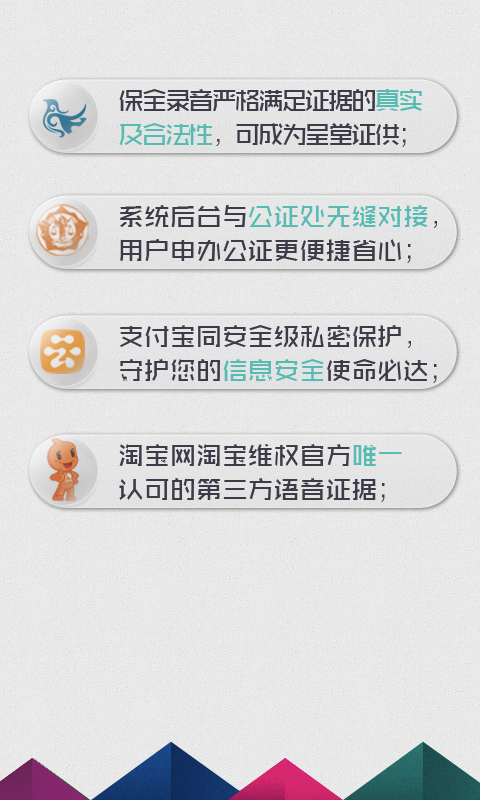 保全录音严格满足证据的真实
及合法性，可成为呈堂证供；
系统后台与公证处无缝对接，
用户申办公证更便捷省心；
支付宝同安全级私密保护，
守护您的信息安全使命必达；
淘宝网淘宝维权官方唯一
认可的第三方语音证据；